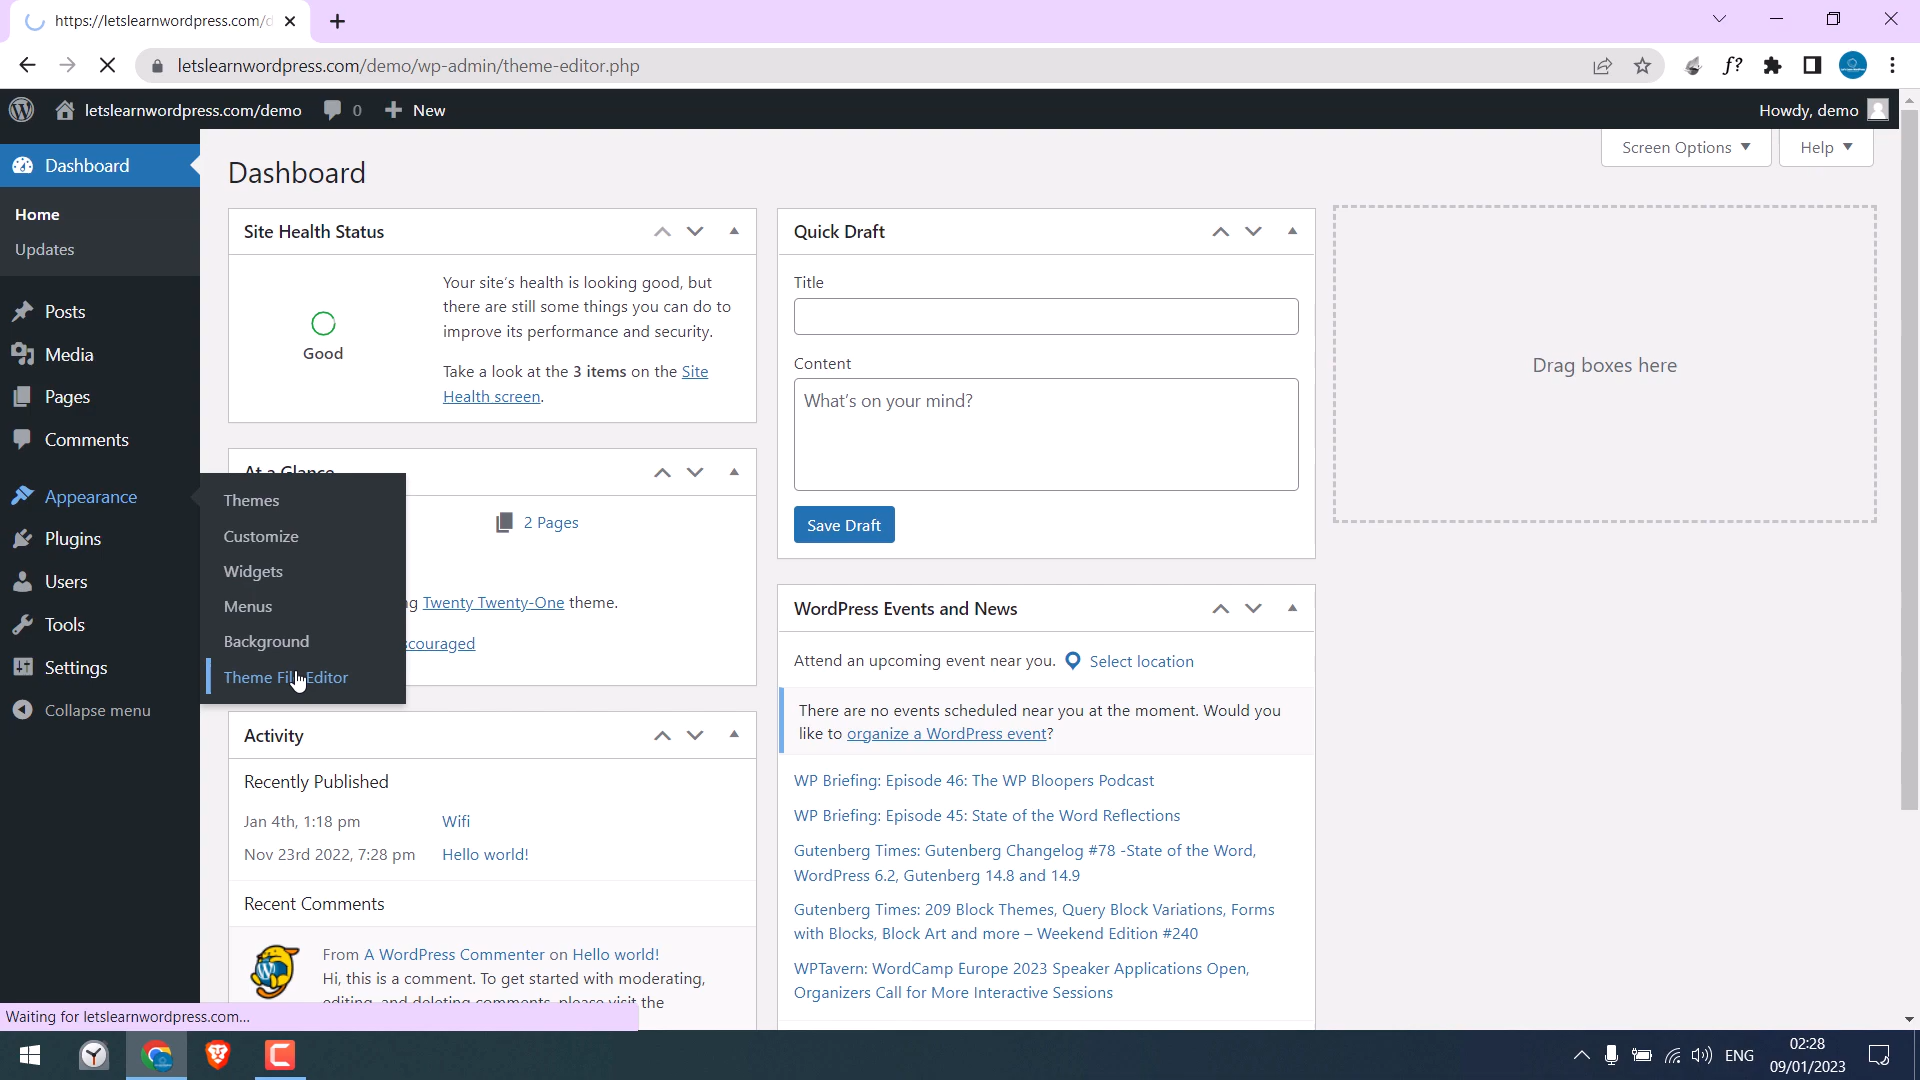 https://letslearnwordpress.com/d
letslearnwordpress.com/demo/wp-admin/theme-editor.php
f?
letslearnwordpress.com/demo
0
New
Howdy, demo
Dashboard
Home
Updates
Posts
Media
Pages
Comments
Appearance
Plugins
Users
Tools
Settings
Collapse menu
Themes
Customize
Widgets
Menus
Background
Theme File Editor
Dashboard
Screen Options
Help
Site Health Status
Good
Your site's health is looking good, but
there are still some things you can do to
improve its performance and security.
Take a look at the 3 items on the Site
Health screen.
At a Glance
2 Pages
g Twenty Twenty-One theme.
scouraged
Activity
Recently Published
Jan 4th, 1:18 pm Wifi
Nov 23rd 2022, 7:28 pm Hello world!
Recent Comments
From A WordPress Commenter on Hello world!
Hi, this is a comment. To get started with moderating,
editing, and deleting comments, please visit the
Quick Draft
Title
Content
What's on your mind?
Save Draft
WordPress Events and News
Attend an upcoming event near you. Select location
There are no events scheduled near you at the moment. Would you
like to organize a WordPress event?
WP Briefing: Episode 46: The WP Bloopers Podcast
WP Briefing: Episode 45: State of the Word Reflections
Gutenberg Times: Gutenberg Changelog #78 -State of the Word,
WordPress 6.2, Gutenberg 14.8 and 14.9
Gutenberg Times: 209 Block Themes, Query Block Variations, Forms
with Blocks, Block Art and more – Weekend Edition #240
WPTavern: WordCamp Europe 2023 Speaker Applications Open,
Organizers Call for More Interactive Sessions
Drag boxes here
Waiting for letslearnwordpress.com...
ENG
02:28
09/01/2023